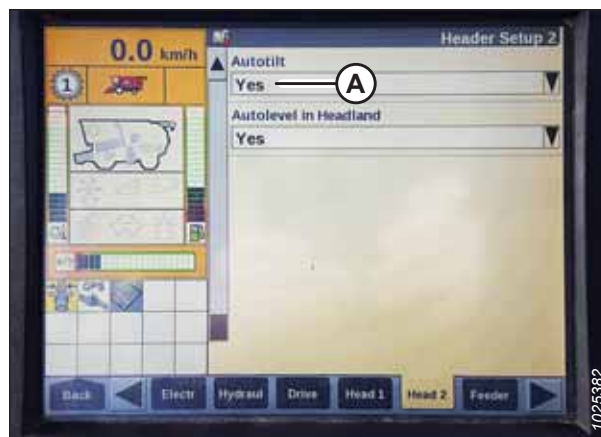 Header Setup 2
0.0 km/h
Autotilt
1
Yes
A
Autolevel in Headland
Yes
Back
Electr
Hydraul
Drive
Head 1
Head 2
Feeder
1025382